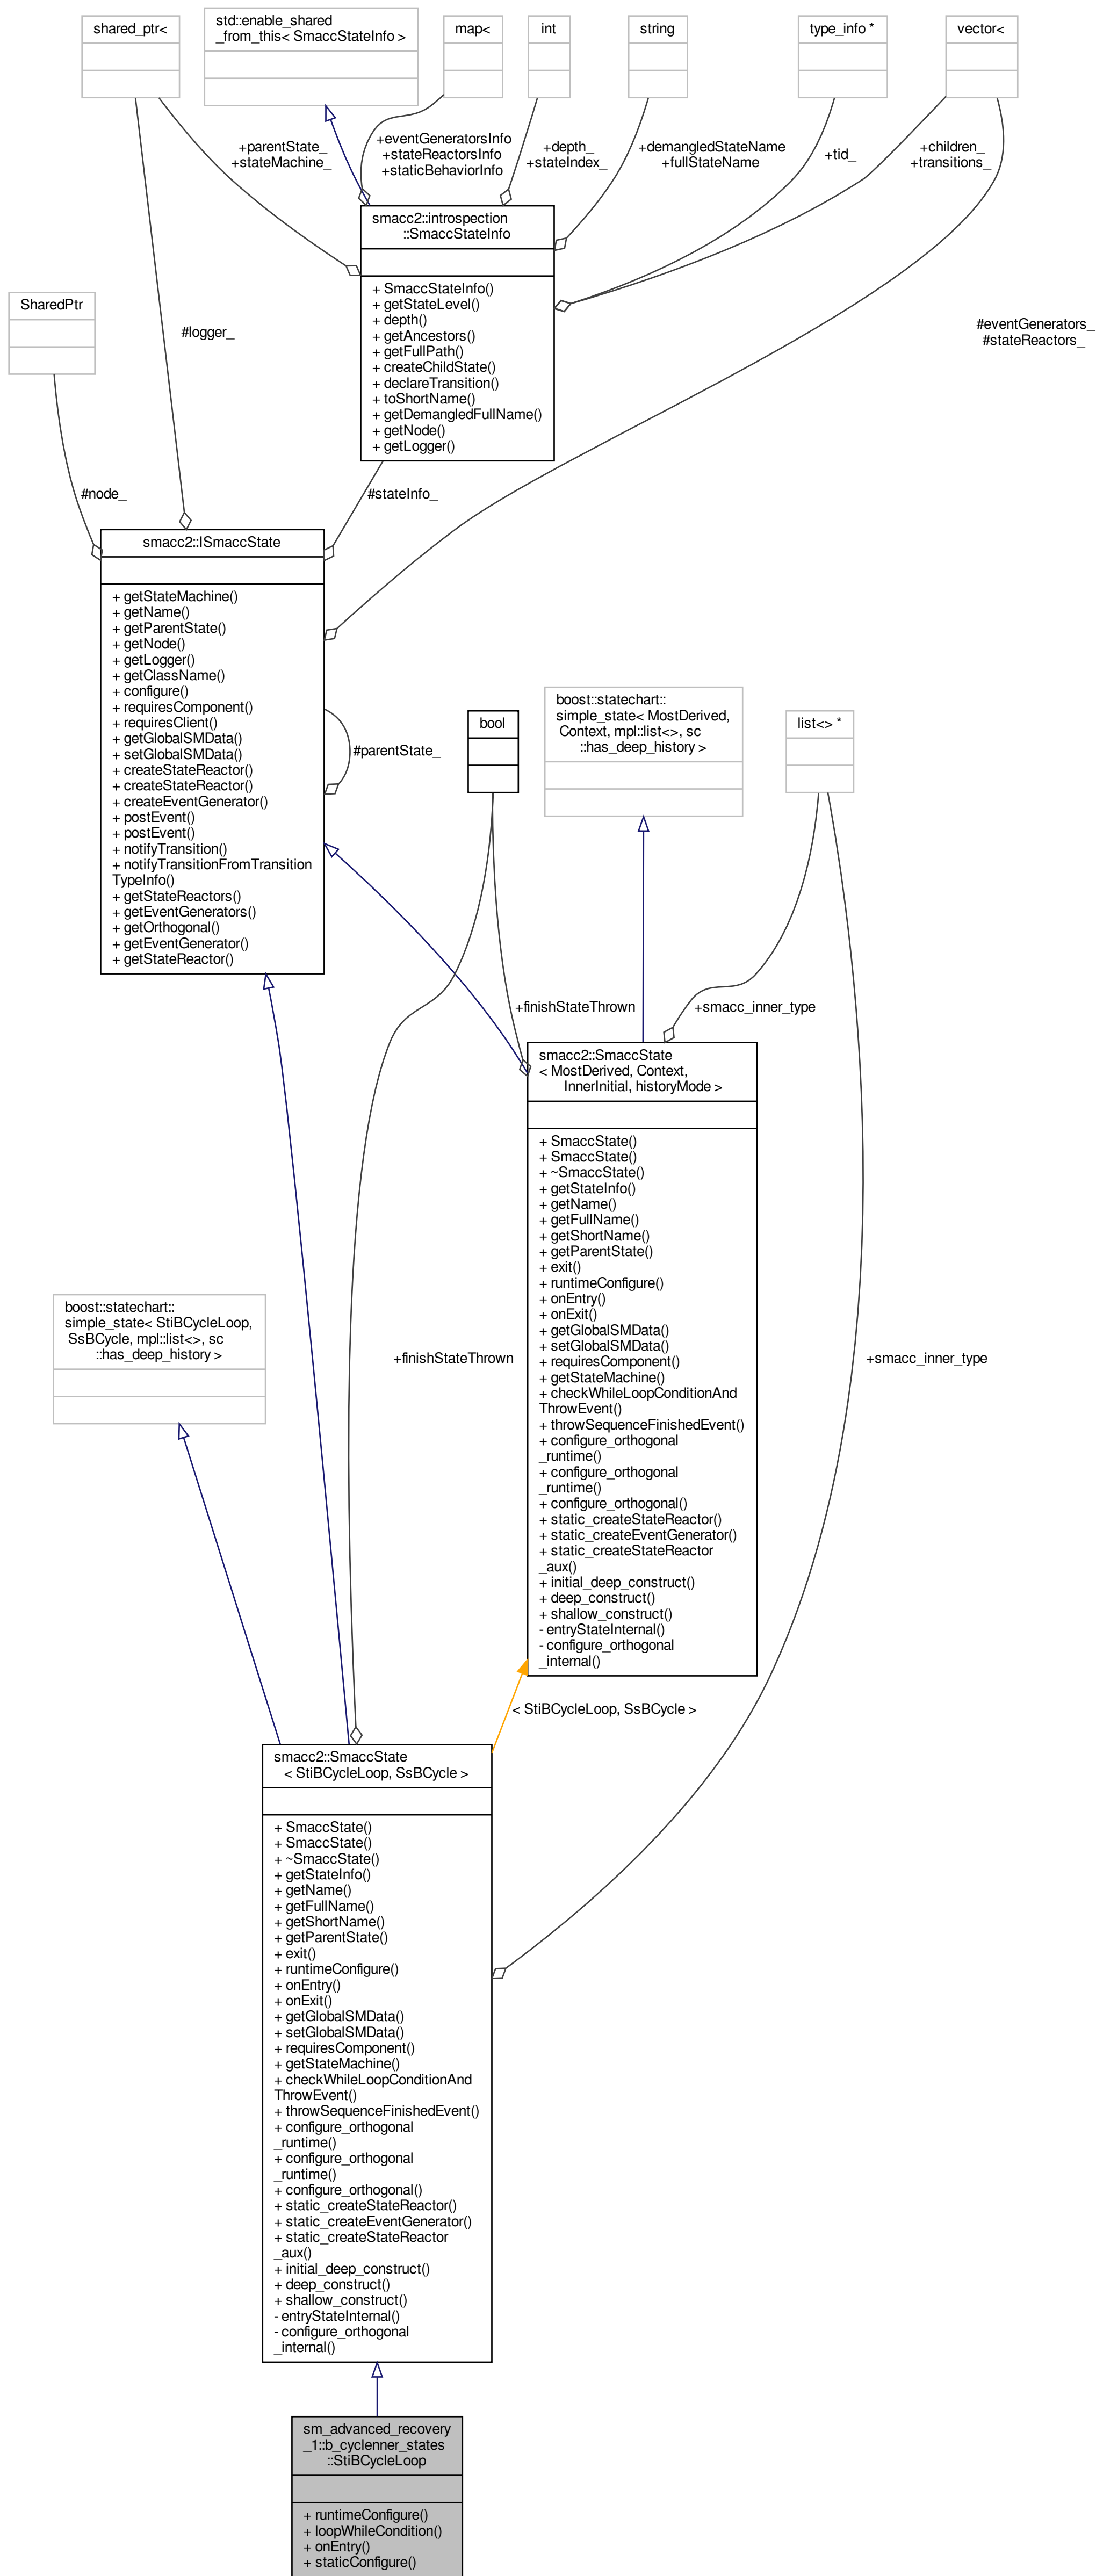 shared_ptr<
std::enable_shared
_from_this< SmaccStateInfo >
map<
int
string
type_info *
vector<
+parentState_
+stateMachine_
+eventGeneratorsInfo
+stateReactorsInfo
+staticBehaviorInfo
+depth_
+stateIndex_
+demangledStateName
+fullStateName
+tid_
+children_
+transitions_
smacc2::introspection
::SmaccStateInfo
+ SmaccStateInfo()
+ getStateLevel()
+ depth()
+ getAncestors()
+ getFullPath()
+ createChildState()
+ declareTransition()
+ toShortName()
+ getDemangledFullName()
+ getNode()
+ getLogger()
SharedPtr
#logger_
#eventGenerators_
#stateReactors_
#node_
#stateInfo_
smacc2::ISmaccState
+ getStateMachine()
+ getName()
+ getParentState()
+ getNode()
+ getLogger()
+ getClassName()
+ configure()
+ requiresComponent()
+ requiresClient()
+ getGlobalSMData()
+ setGlobalSMData()
+ createStateReactor()
+ createStateReactor()
+ createEventGenerator()
+ postEvent()
+ postEvent()
+ notifyTransition()
+ notifyTransitionFromTransition
TypeInfo()
+ getStateReactors()
+ getEventGenerators()
+ getOrthogonal()
+ getEventGenerator()
+ getStateReactor()
#parentState_
bool
boost::statechart::
simple_state< MostDerived,
Context, mpl::list<>, sc
::has_deep_history >
list<> *
+finishStateThrown
+smacc_inner_type
smacc2::SmaccState
< MostDerived, Context,
InnerInitial, historyMode >
+ SmaccState()
+ SmaccState()
+ ~SmaccState()
+ getStateInfo()
+ getName()
+ getFullName()
+ getShortName()
+ getParentState()
+ exit()
+ runtimeConfigure()
+ onEntry()
+ onExit()
+ getGlobalSMData()
+ setGlobalSMData()
+ requiresComponent()
+ getStateMachine()
+ checkWhileLoopConditionAnd
ThrowEvent()
+ throwSequenceFinishedEvent()
+ configure_orthogonal
_runtime()
+ configure_orthogonal
_runtime()
+ configure_orthogonal()
+ static_createStateReactor()
+ static_createEventGenerator()
+ static_createStateReactor
_aux()
+ initial_deep_construct()
+ deep_construct()
+ shallow_construct()
- entryStateInternal()
- configure_orthogonal
_internal()
boost::statechart::
simple_state< StiBCycleLoop,
SsBCycle, mpl::list<>, sc
::has_deep_history >
+finishStateThrown
+smacc_inner_type
< StiBCycleLoop, SsBCycle >
smacc2::SmaccState
< StiBCycleLoop, SsBCycle >
+ SmaccState()
+ SmaccState()
+ ~SmaccState()
+ getStateInfo()
+ getName()
+ getFullName()
+ getShortName()
+ getParentState()
+ exit()
+ runtimeConfigure()
+ onEntry()
+ onExit()
+ getGlobalSMData()
+ setGlobalSMData()
+ requiresComponent()
+ getStateMachine()
+ checkWhileLoopConditionAnd
ThrowEvent()
+ throwSequenceFinishedEvent()
+ configure_orthogonal
_runtime()
+ configure_orthogonal
_runtime()
+ configure_orthogonal()
+ static_createStateReactor()
+ static_createEventGenerator()
+ static_createStateReactor
_aux()
+ initial_deep_construct()
+ deep_construct()
+ shallow_construct()
- entryStateInternal()
- configure_orthogonal
_internal()
sm_advanced_recovery
_1::b_cyclenner_states
::StiBCycleLoop
+ runtimeConfigure()
+ loopWhileCondition()
+ onEntry()
+ staticConfigure()